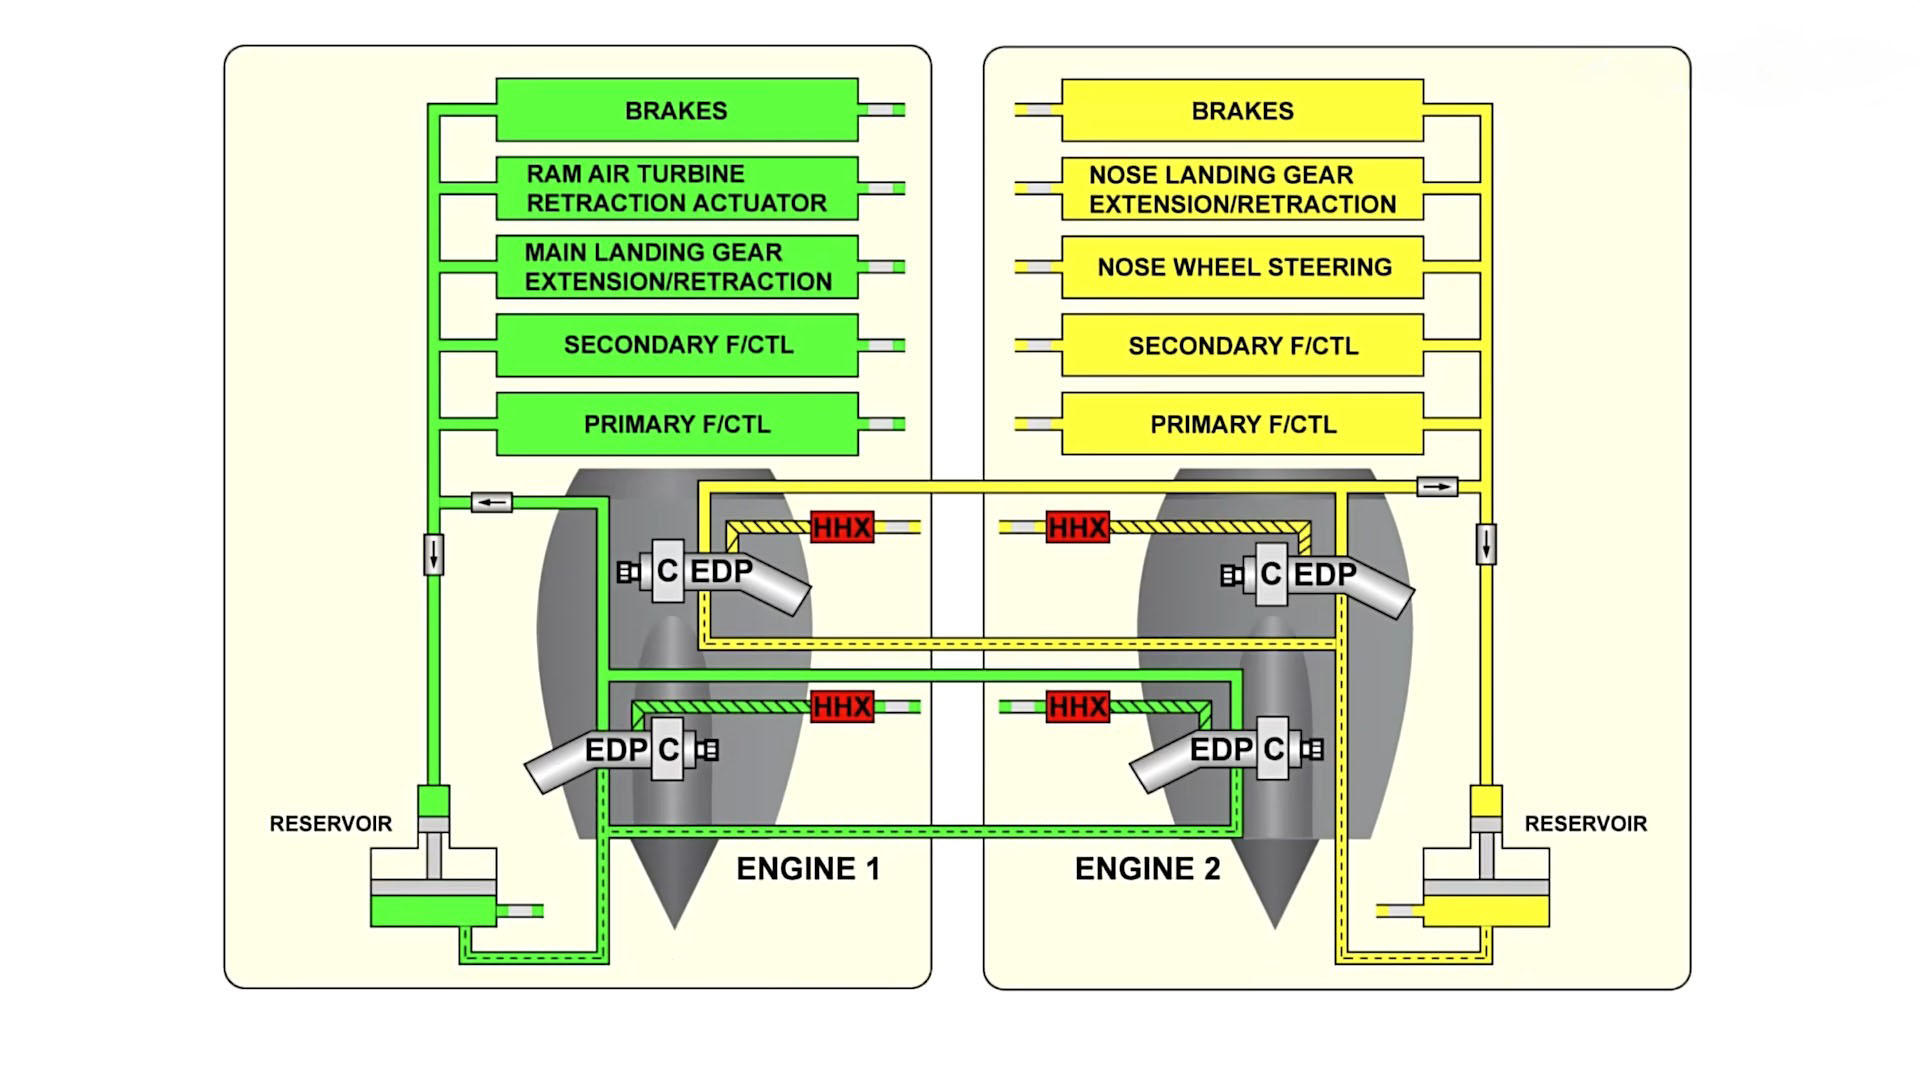 BRAKES
RAM AIR TURBINE
RETRACTION ACTUATOR
MAIN LANDING GEAR
EXTENSION/RETRACTION
SECONDARY F/CTL
PRIMARY F/CTL
HHX
C EDP
HHX
EDP C
RESERVOIR
ENGINE 1
BRAKES
NOSE LANDING GEAR
EXTENSION/RETRACTION
NOSE WHEEL STEERING
SECONDARY F/CTL
PRIMARY F/CTL
HHX
C EDP
HHX
EDP C
RESERVOIR
ENGINE 2